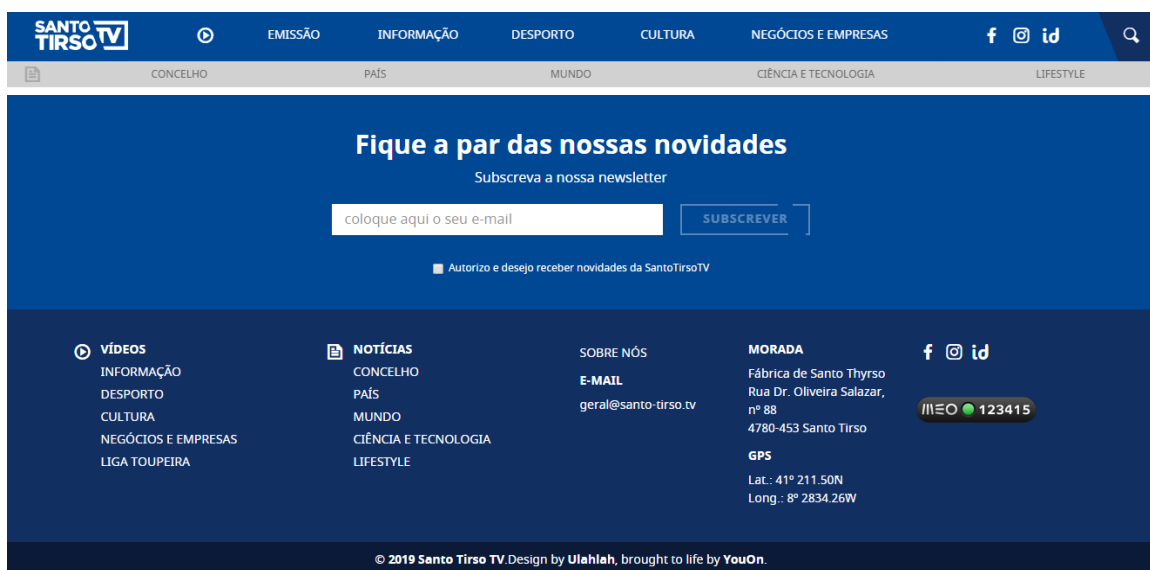 SANTO TIRSO TV
EMISSÃO
INFORMAÇÃO
DESPORTO
CULTURA
NEGÓCIOS E EMPRESAS
f
id
CONCELHO
PAÍS
MUNDO
CIÊNCIA E TECNOLOGIA
LIFESTYLE
Fique a par das nossas novidades
Subscreva a nossa newsletter
coloque aqui o seu e-mail
SUBSCREVER
Autorizo e desejo receber novidades da SantoTirsoTV
VÍDEOS
INFORMAÇÃO
DESPORTO
CULTURA
NEGÓCIOS E EMPRESAS
LIGA TOUPEIRA
NOTÍCIAS
CONCELHO
PAÍS
MUNDO
CIÊNCIA E TECNOLOGIA
LIFESTYLE
SOBRE NÓS
E-MAIL
geral@santo-tirso.tv
MORADA
Fábrica de Santo Thyrso
Rua Dr. Oliveira Salazar,
nº 88
4780-453 Santo Tirso
GPS
Lat.: 41º 211.50N
Long.: 8º 2834.26W
f
id
MEO 123415
© 2019 Santo Tirso TV.Design by Ulahlah, brought to life by YouOn.